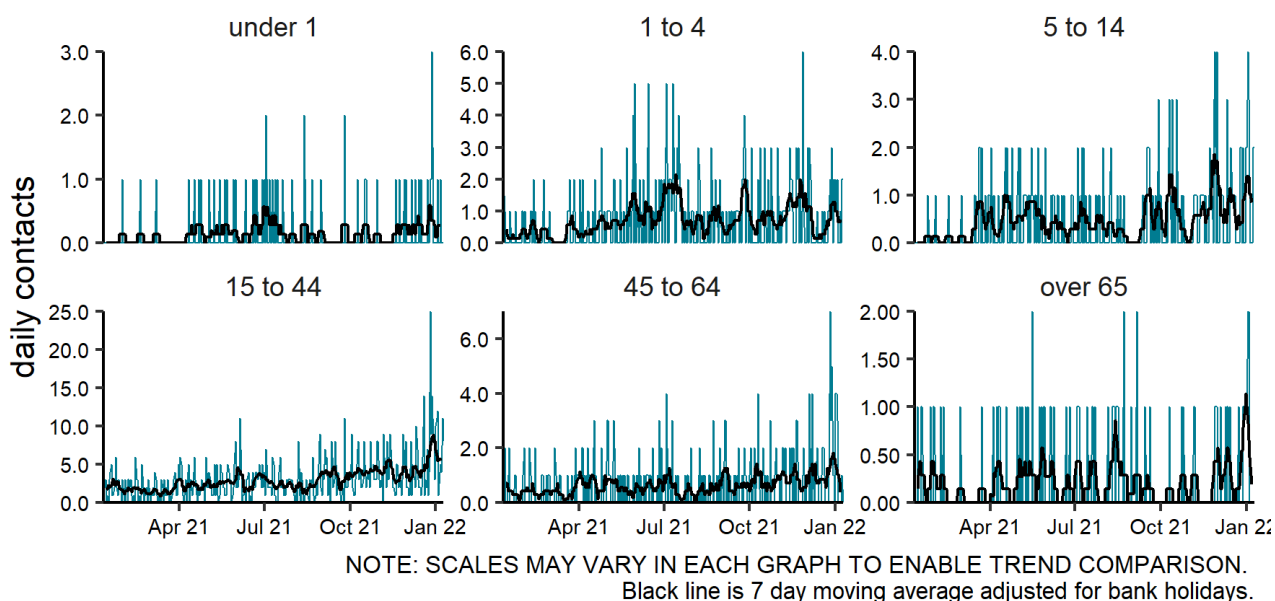 under 1
1 to 4
5 to 14
3.0
2.0
1.0
0.0
6.0
5.0
4.0
3.0
2.0
1.0
0.0
4.0
3.0
2.0
1.0
0.0
daily contacts
15 to 44
45 to 64
over 65
25.0
20.0
15.0
10.0
5.0
0.0
6.0
4.0
2.0
0.0
2.00
1.50
1.00
0.50
0.00
Apr 21 Jul 21 Oct 21 Jan 22
Apr 21 Jul 21 Oct 21 Jan 22
Apr 21 Jul 21 Oct 21 Jan 22
NOTE: SCALES MAY VARY IN EACH GRAPH TO ENABLE TREND COMPARISON.
Black line is 7 day moving average adjusted for bank holidays.